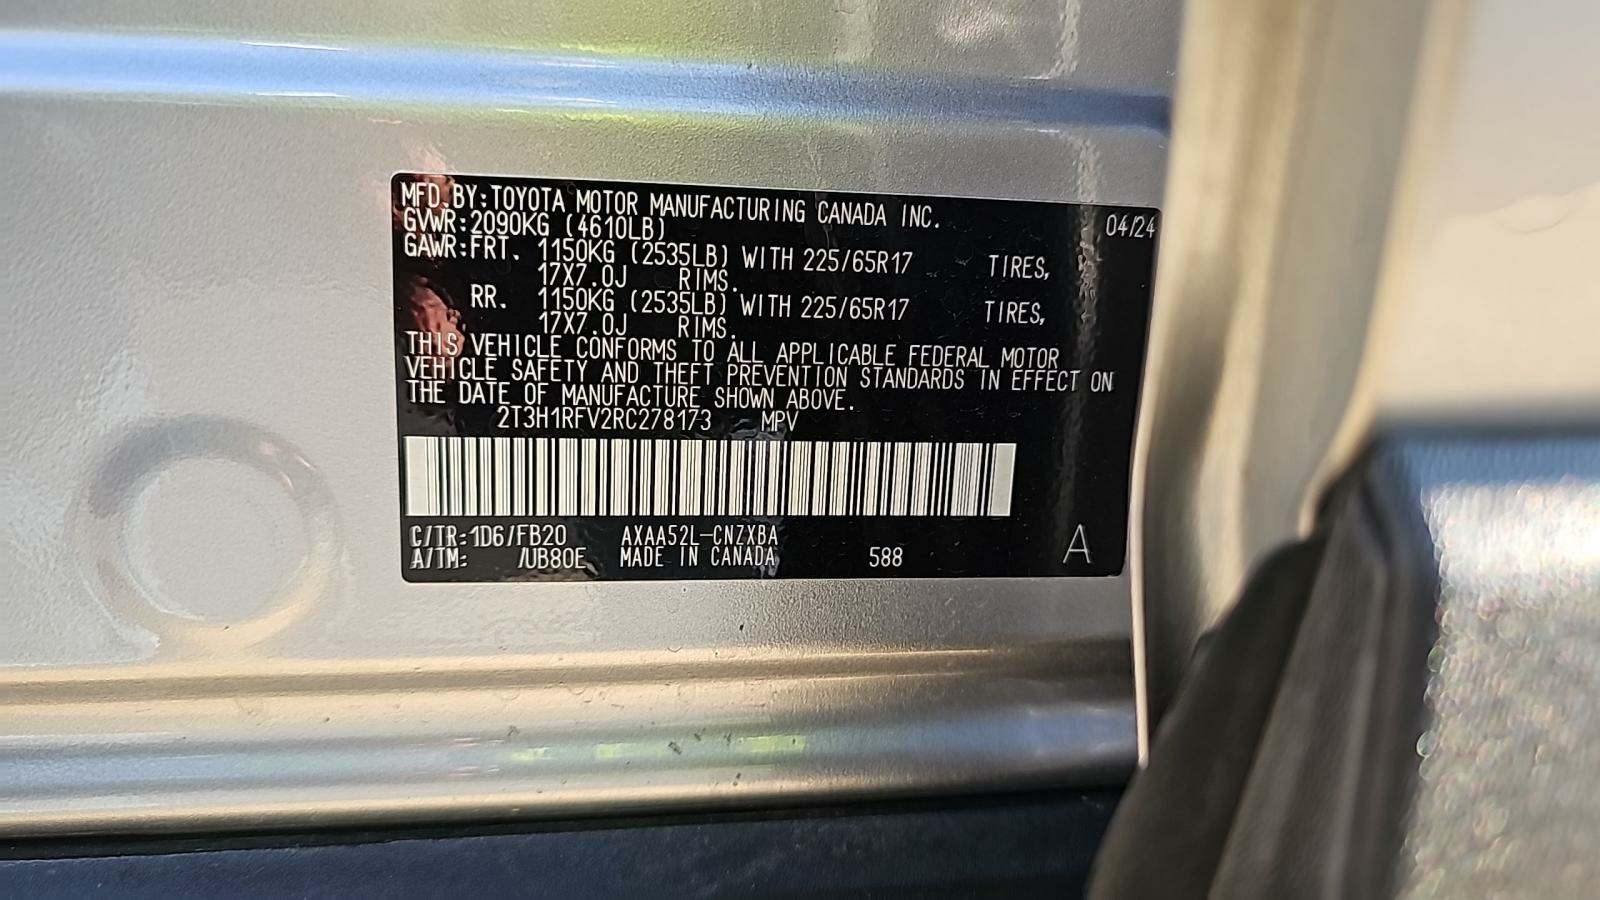 MFD.BY:TOYOTA MOTOR MANUFACTURING CANADA INC. 04/24
GVWR:2090KG (4610LB)
GAWR:FRT. 1150KG (2535LB) WITH 225/65R17 TIRES,
17X7.0J RIMS.
RR. 1150KG (2535LB) WITH 225/65R17 TIRES,
17X7.0J RIMS.
THIS VEHICLE CONFORMS TO ALL APPLICABLE FEDERAL MOTOR
VEHICLE SAFETY AND THEFT PREVENTION STANDARDS IN EFFECT ON
THE DATE OF MANUFACTURE SHOWN ABOVE.
2T3H1RFV2RC278173 MPV
C/TR:1D6/FB20 AXAA52L-CNZXBA
A/TM: /UB80E MADE IN CANADA 588 A